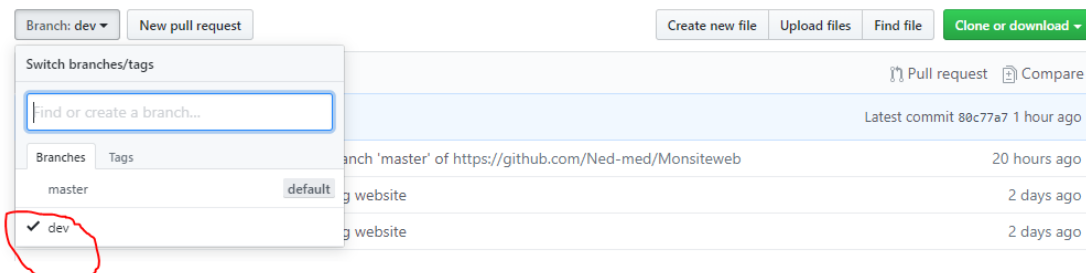 Branch: dev New pull request Create new file Upload files Find file Clone or download
Switch branches/tags
Pull request Compare
Find or create a branch...
Latest commit 80c77a7 1 hour ago
Branches Tags
anch 'master' of https://github.com/Ned-med/Monsiteweb 20 hours ago
master default
g website 2 days ago
dev
g website 2 days ago